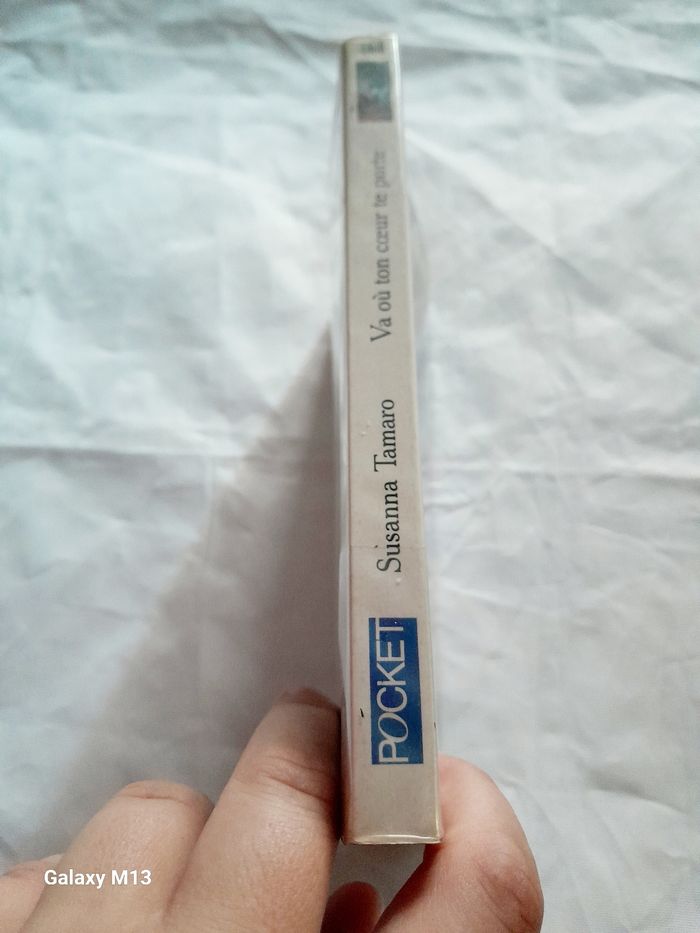 POCKET
Susanna Tamaro
Va où ton cœur te porte
Galaxy M13